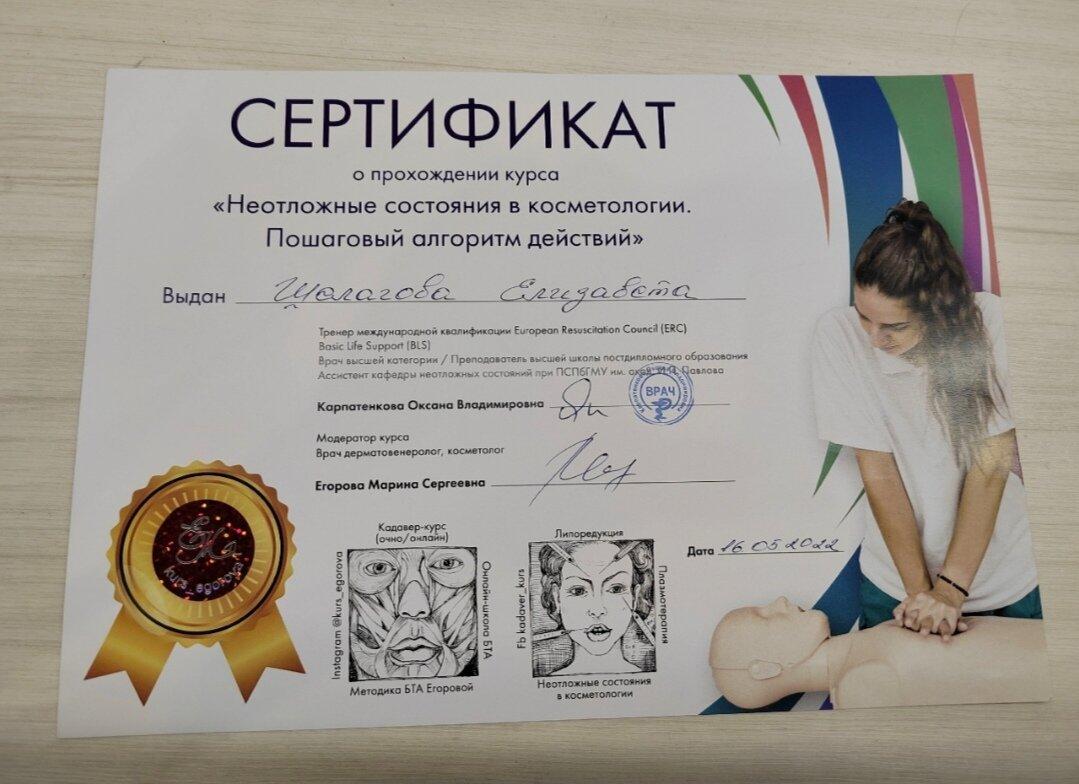 СЕРТИФИКАТ
о прохождении курса
«Неотложные состояния в косметологии.
Пошаговый алгоритм действий»
Выдан Шалагова Елизавета
Тренер международной квалификации European Resuscitation Council (ERC)
Basic Life Support (BLS)
Врач высшей категории / Преподаватель высшей школы постдипломного образования
Ассистент кафедры неотложных состояний при ПСПбГМУ им. акад. И.П. Павлова
Карпатенкова Оксана Владимировна
ВРАЧ
Модератор курса
Врач дерматовенеролог, косметолог
Егорова Марина Сергеевна
Дата 16 05 2022
kurs_egorova
Кадавер-курс
(очно/онлайн)
Instagram @kurs_egorova
Онлайн-школа БТА
Методика БТА Егоровой
Липоредукция
Fb kadaver_kurs
Плазмотерапия
Неотложные состояния
в косметологии